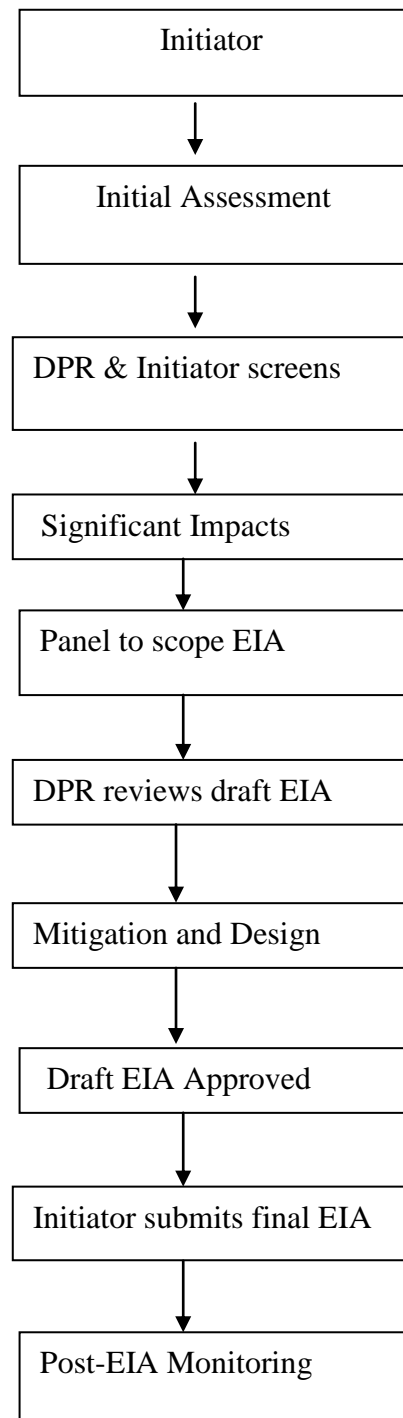 Initiator
Initial Assessment
DPR & Initiator screens
Significant Impacts
Panel to scope EIA
DPR reviews draft EIA
Mitigation and Design
Draft EIA Approved
Initiator submits final EIA
Post-EIA Monitoring